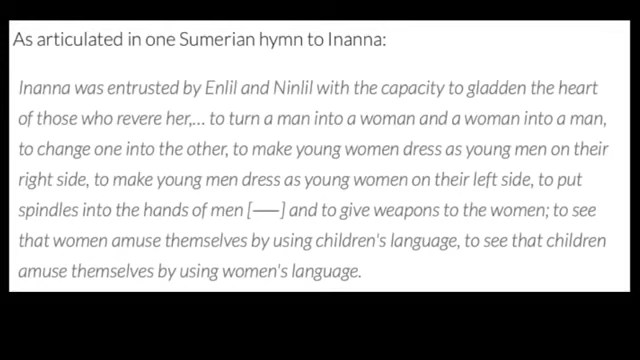 As articulated in one Sumerian hymn to Inanna:
Inanna was entrusted by Enlil and Ninlil with the capacity to gladden the heart
of those who revere her,... to turn a man into a woman and a woman into a man,
to change one into the other, to make young women dress as young men on their
right side, to make young men dress as young women on their left side, to put
spindles into the hands of men [——] and to give weapons to the women; to see
that women amuse themselves by using children's language, to see that children
amuse themselves by using women's language.